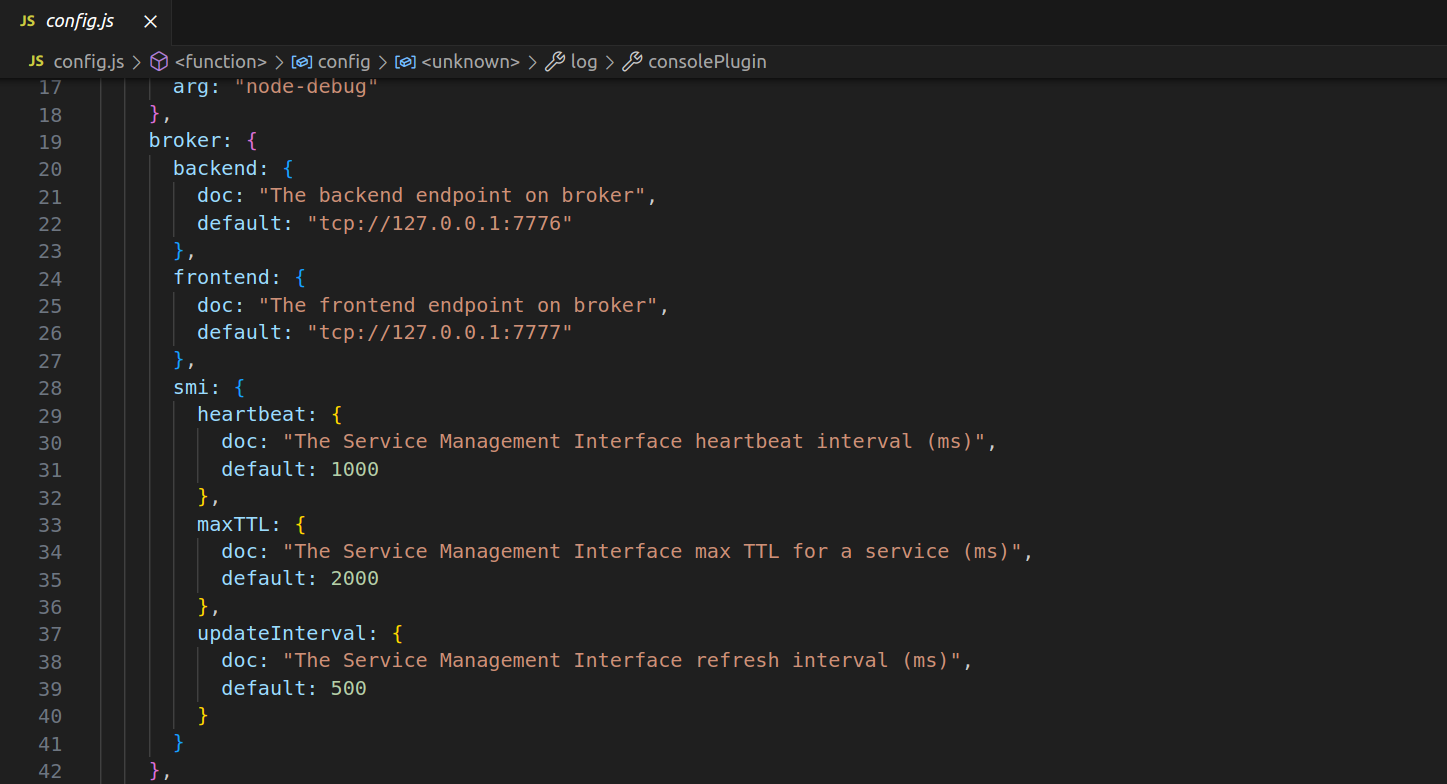 JS config.js ×
JS config.js > <function> > config > <unknown> > log > consolePlugin
17 arg: "node-debug"
18 },
19 broker: {
20 backend: {
21 doc: "The backend endpoint on broker",
22 default: "tcp://127.0.0.1:7776"
23 },
24 frontend: {
25 doc: "The frontend endpoint on broker",
26 default: "tcp://127.0.0.1:7777"
27 },
28 smi: {
29 heartbeat: {
30 doc: "The Service Management Interface heartbeat interval (ms)",
31 default: 1000
32 },
33 maxTTL: {
34 doc: "The Service Management Interface max TTL for a service (ms)",
35 default: 2000
36 },
37 updateInterval: {
38 doc: "The Service Management Interface refresh interval (ms)",
39 default: 500
40 }
41 }
42 },